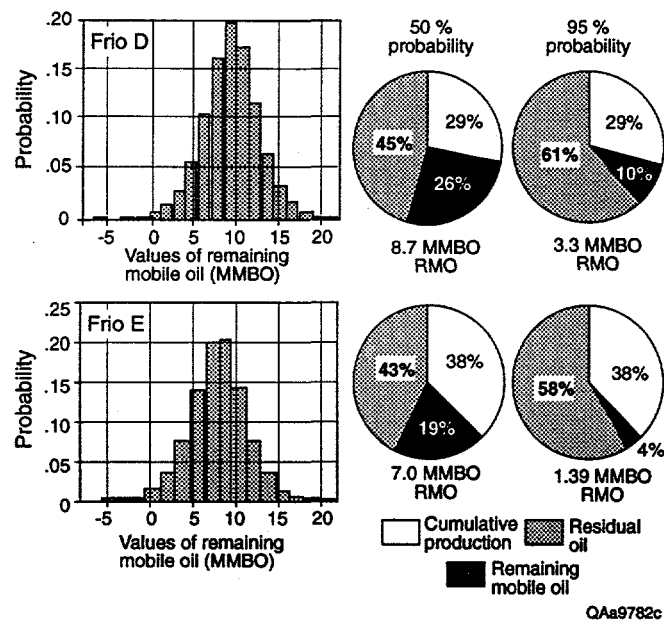 Frio D
.20
.15
.10
.05
0
Probability
-5 0 5 10 15 20
Values of remaining
mobile oil (MMBO)
50 %
probability
29%
45%
26%
8.7 MMBO
RMO
95 %
probability
29%
61%
10%
3.3 MMBO
RMO
Frio E
.25
.20
.15
.10
.05
0
Probability
-5 0 5 10 15 20
Values of remaining
mobile oil (MMBO)
38%
43%
19%
7.0 MMBO
RMO
38%
58%
4%
1.39 MMBO
RMO
Cumulative
production
Residual
oil
Remaining
mobile oil
QAa9782c